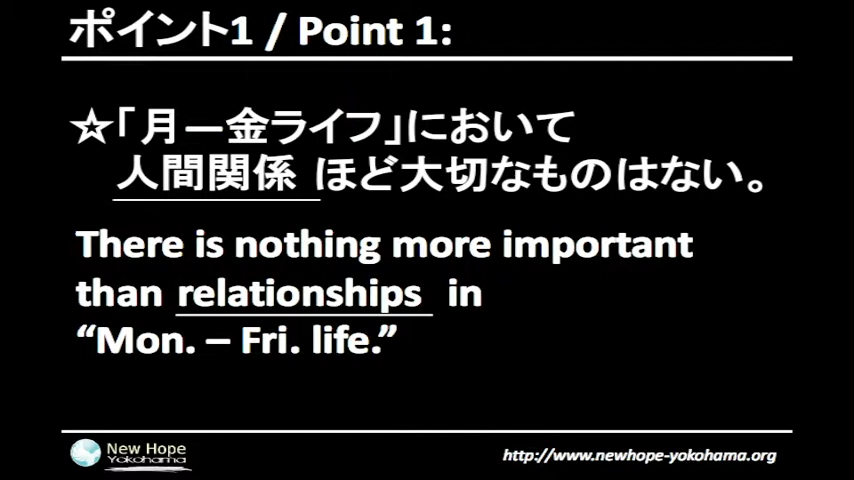 ポイント1 / Point 1:
☆「月―金ライフ」において
人間関係 ほど大切なものはない。
There is nothing more important
than relationships in
“Mon. – Fri. life.”
New Hope
Yokohama
http://www.newhope-yokohama.org